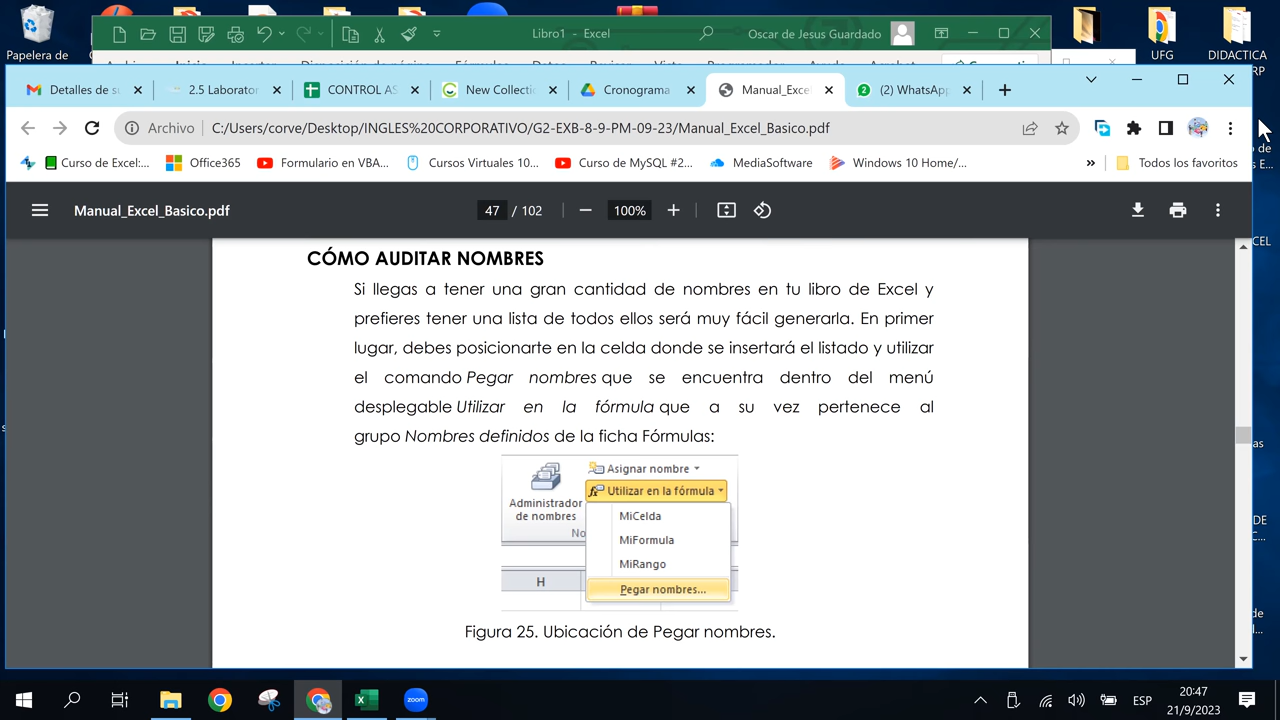 Papelera de
Libro1 - Excel
Oscar de Jesus Guardado
UFG
DIDACTICA
Detalles de s
2.5 Laborator
CONTROL AS
New Collecti
Cronograma
Manual_Exce
(2) WhatsApp
Archivo
C:/Users/corve/Desktop/INGLES%20CORPORATIVO/G2-EXB-8-9-PM-09-23/Manual_Excel_Basico.pdf
Curso de Excel:...
Office365
Formulario en VBA...
Cursos Virtuales 10...
Curso de MySQL #2...
MediaSoftware
Windows 10 Home/...
»
Todos los favoritos
Manual_Excel_Basico.pdf
47 / 102
100%
CÓMO AUDITAR NOMBRES
Si llegas a tener una gran cantidad de nombres en tu libro de Excel y
prefieres tener una lista de todos ellos será muy fácil generarla. En primer
lugar, debes posicionarte en la celda donde se insertará el listado y utilizar
el comando Pegar nombres que se encuentra dentro del menú
desplegable Utilizar en la fórmula que a su vez pertenece al
grupo Nombres definidos de la ficha Fórmulas:
Administrador
de nombres
Asignar nombre
Utilizar en la fórmula
MiCelda
MiFormula
MiRango
Pegar nombres...
No
H
Figura 25. Ubicación de Pegar nombres.
zoom
ESP
20:47
21/9/2023